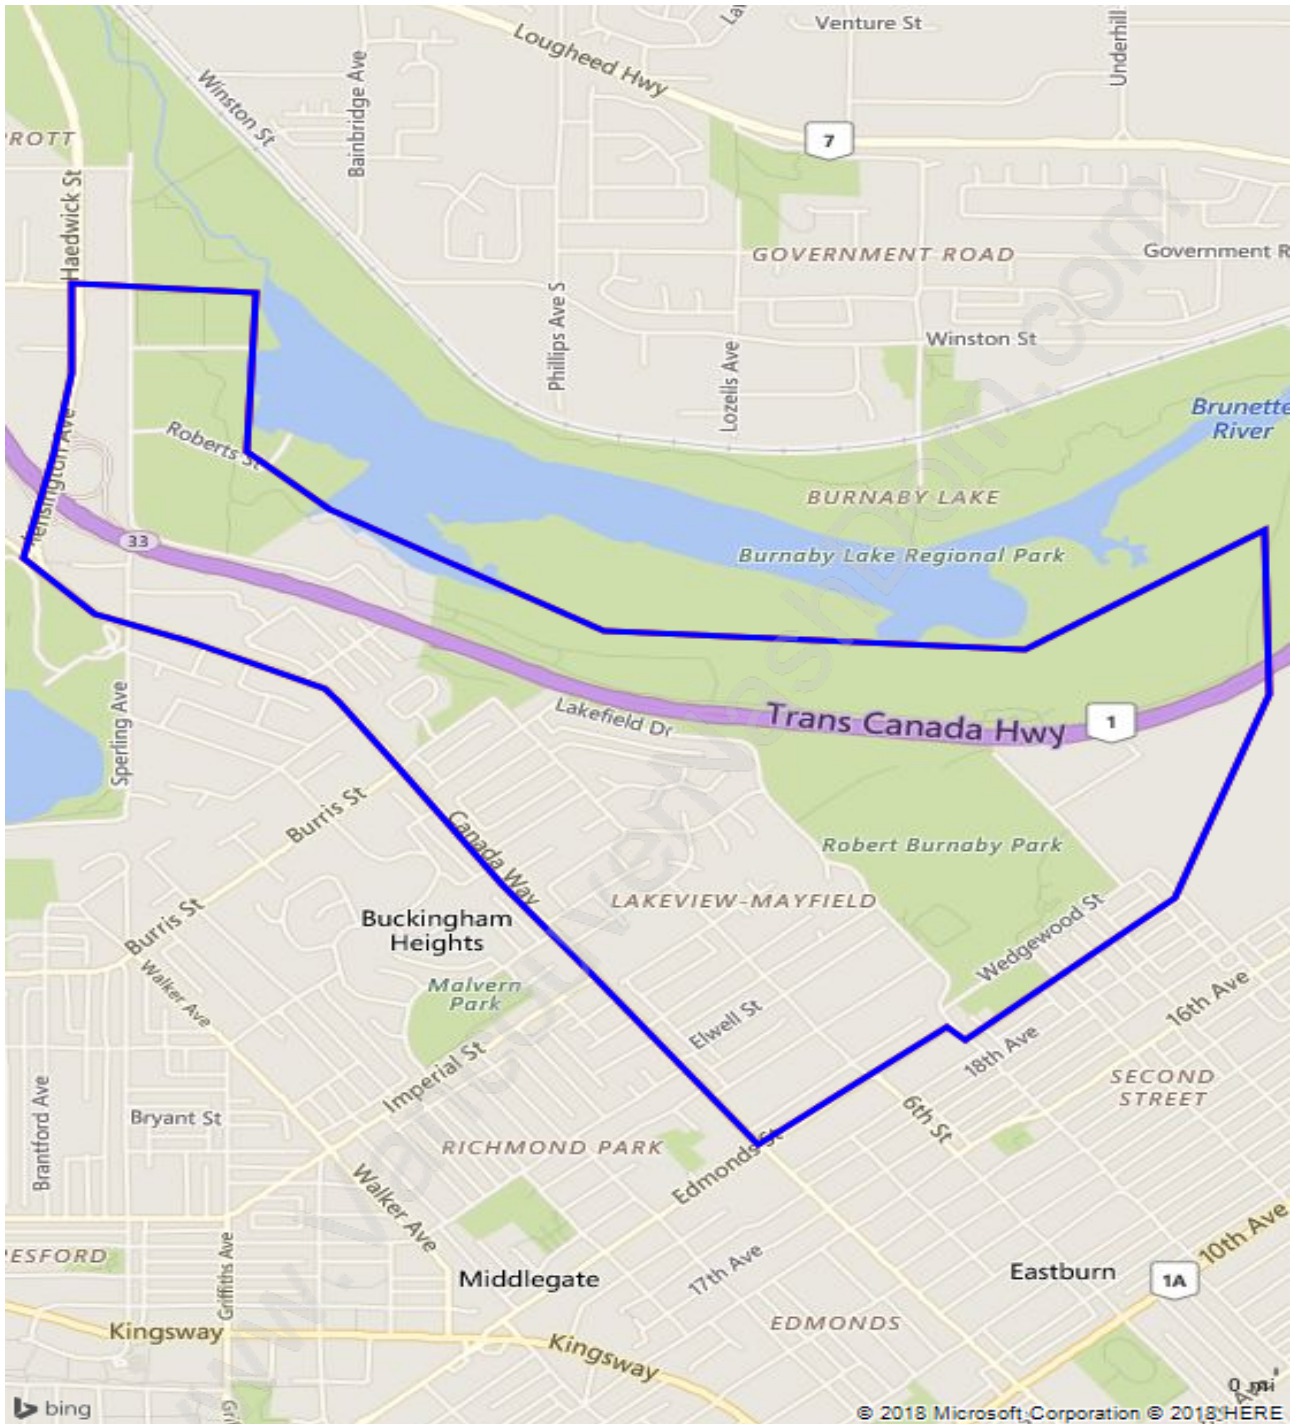 Venture St
Lougheed Hwy
Underhill
Winston St
Bainbridge Ave
7
ROTT
Haedwick St
GOVERNMENT ROAD
Government R
Phillips Ave S
Winston St
Lozells Ave
Brunette
River
Kensington Ave
Roberts St
BURNABY LAKE
33
Burnaby Lake Regional Park
Sperling Ave
Lakefield Dr
Trans Canada Hwy
1
Burris St
Canada Way
Robert Burnaby Park
LAKEVIEW-MAYFIELD
Buckingham
Heights
Burris St
Wedgewood St
Malvern
Park
Walker Ave
16th Ave
Elwell St
18th Ave
Imperial St
SECOND
STREET
Brantford Ave
Bryant St
6th St
RICHMOND PARK
Edmonds St
Walker Ave
10th Ave
RESFORD
Griffiths Ave
17th Ave
Middlegate
Eastburn
1A
EDMONDS
Kingsway
Kingsway
0 mi
bing
© 2018 Microsoft Corporation © 2018 HERE